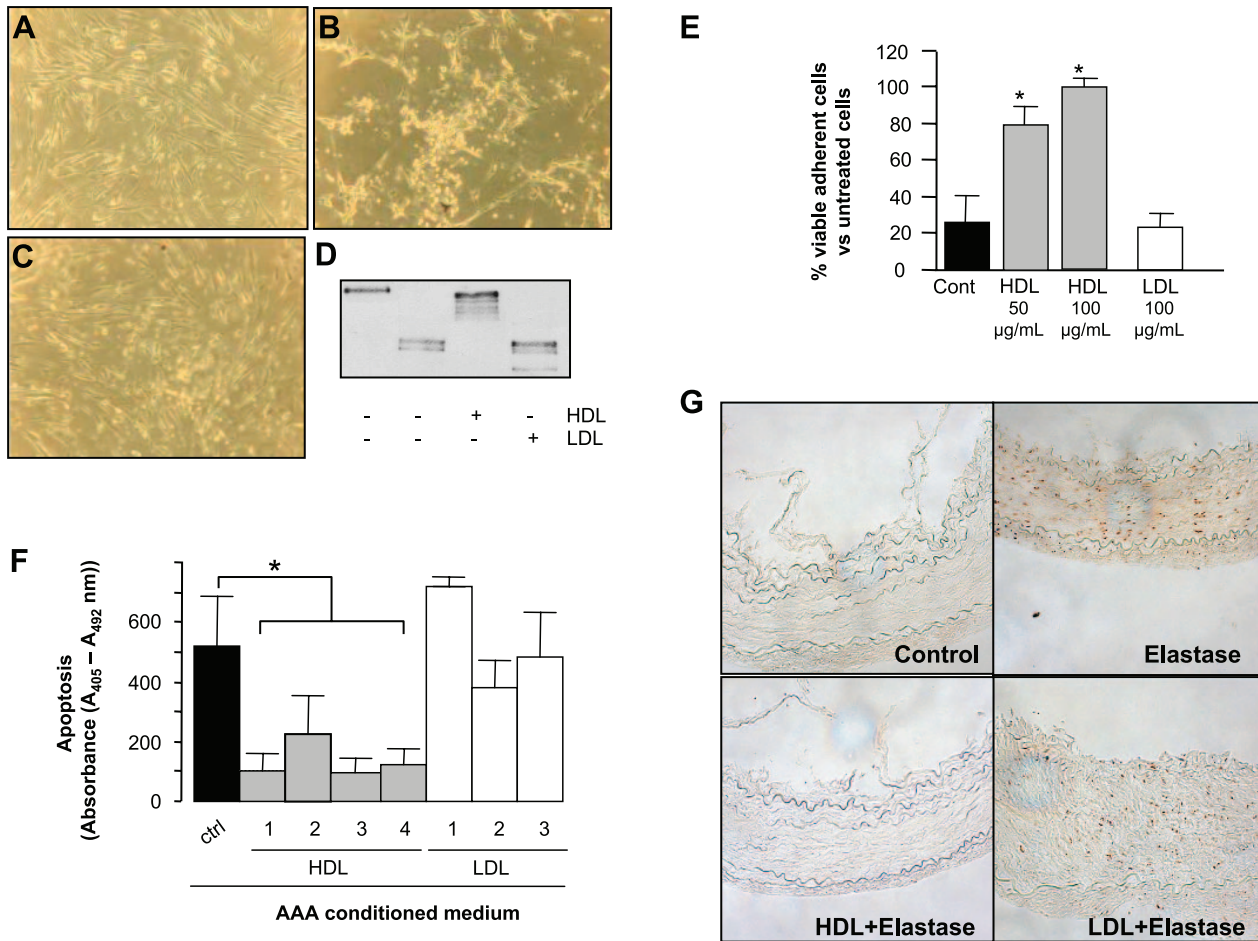 A
B
C
D
- - + - HDL
- - - + LDL
E
% viable adherent cells
vs untreated cells
120
100
80
60
40
20
0
*
*
Cont
HDL
50
µg/mL
HDL
100
µg/mL
LDL
100
µg/mL
F
Apoptosis
(Absorbance (A405 – A492 nm))
600
400
200
0
*
ctrl
1 2 3 4 1 2 3
HDL LDL
AAA conditioned medium
G
Control
Elastase
HDL+Elastase
LDL+Elastase